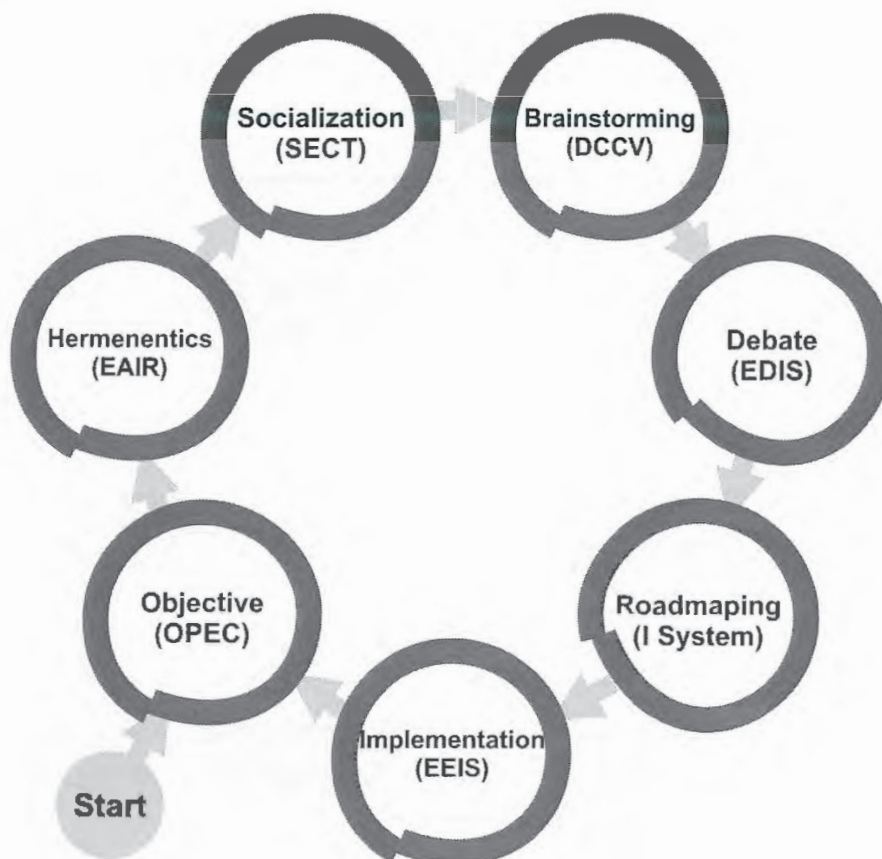 Socialization
(SECT)
Brainstorming
(DCCV)
Hermenentics
(EAIR)
Debate
(EDIS)
Objective
(OPEC)
Roadmaping
(I System)
Implementation
(EEIS)
Start